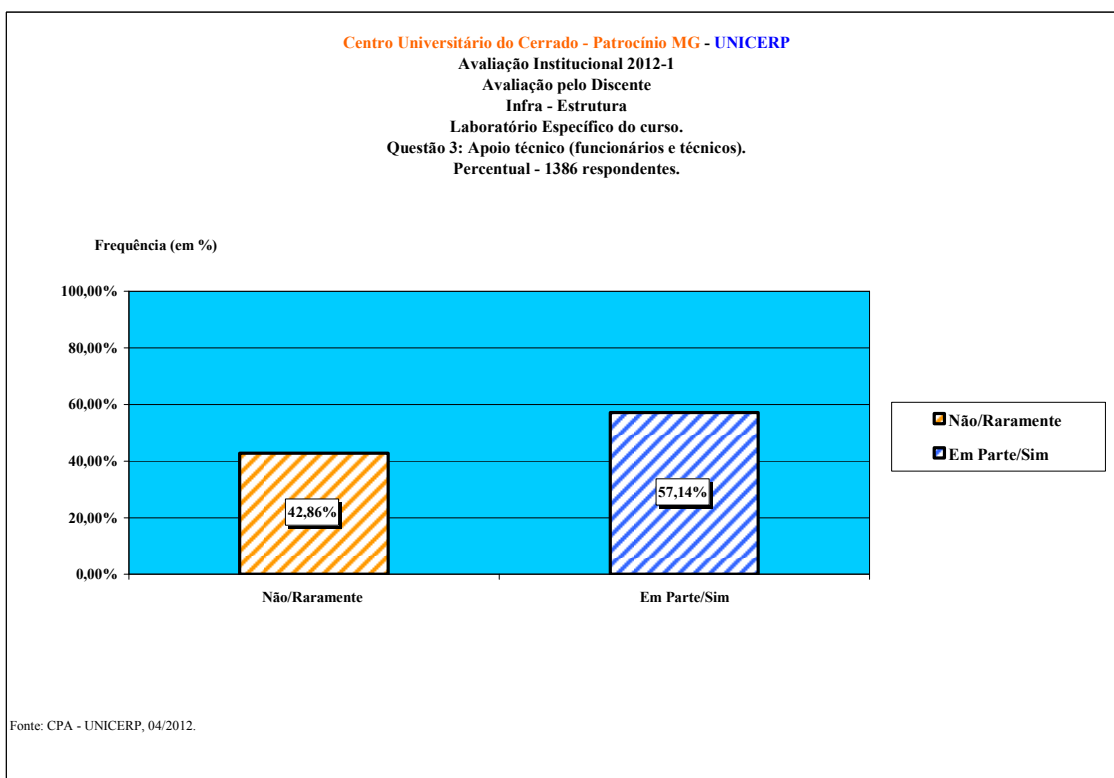 Centro Universitário do Cerrado - Patrocínio MG - UNICERP
Avaliação Institucional 2012-1
Avaliação pelo Discente
Infra - Estrutura
Laboratório Específico do curso.
Questão 3: Apoio técnico (funcionários e técnicos).
Percentual - 1386 respondentes.
Frequência (em %)
100,00%
80,00%
60,00%
40,00%
20,00%
0,00%
42,86%
57,14%
Não/Raramente
Em Parte/Sim
Não/Raramente
Em Parte/Sim
Fonte: CPA - UNICERP, 04/2012.